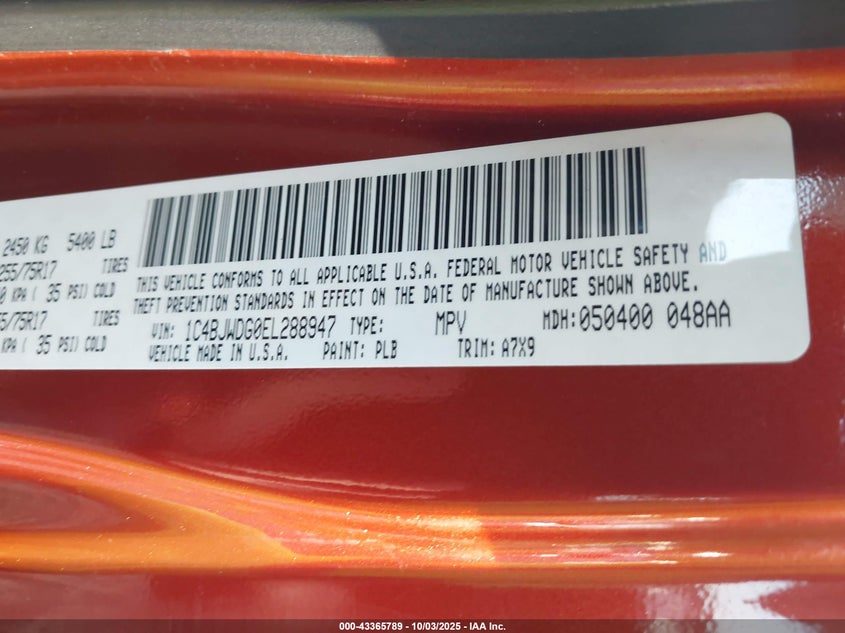 2450 KG 5400 LB
255/75R17 TIRES
KPA ( 35 PSI) COLD
/75R17 TIRES
KPA ( 35 PSI) COLD
THIS VEHICLE CONFORMS TO ALL APPLICABLE U.S.A. FEDERAL MOTOR VEHICLE SAFETY AND
THEFT PREVENTION STANDARDS IN EFFECT ON THE DATE OF MANUFACTURE SHOWN ABOVE.
VIN: 1C4BJWDG0EL288947 TYPE: MPV MDH:050400 048AA
VEHICLE MADE IN U.S.A. PAINT: PLB TRIM: A7X9
000-43365789 - 10/03/2025 - IAA Inc.